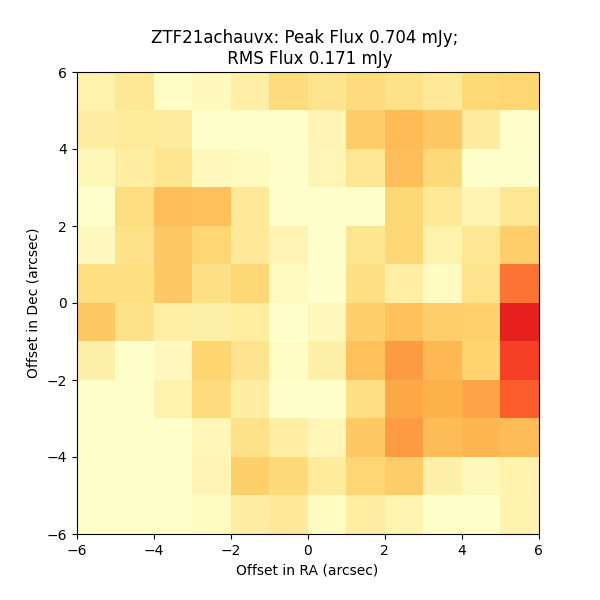 ZTF21achauvx: Peak Flux 0.704 mJy;
RMS Flux 0.171 mJy
6
4
2
0
−2
−4
−6
Offset in Dec (arcsec)
−6 −4 −2 0 2 4 6
Offset in RA (arcsec)